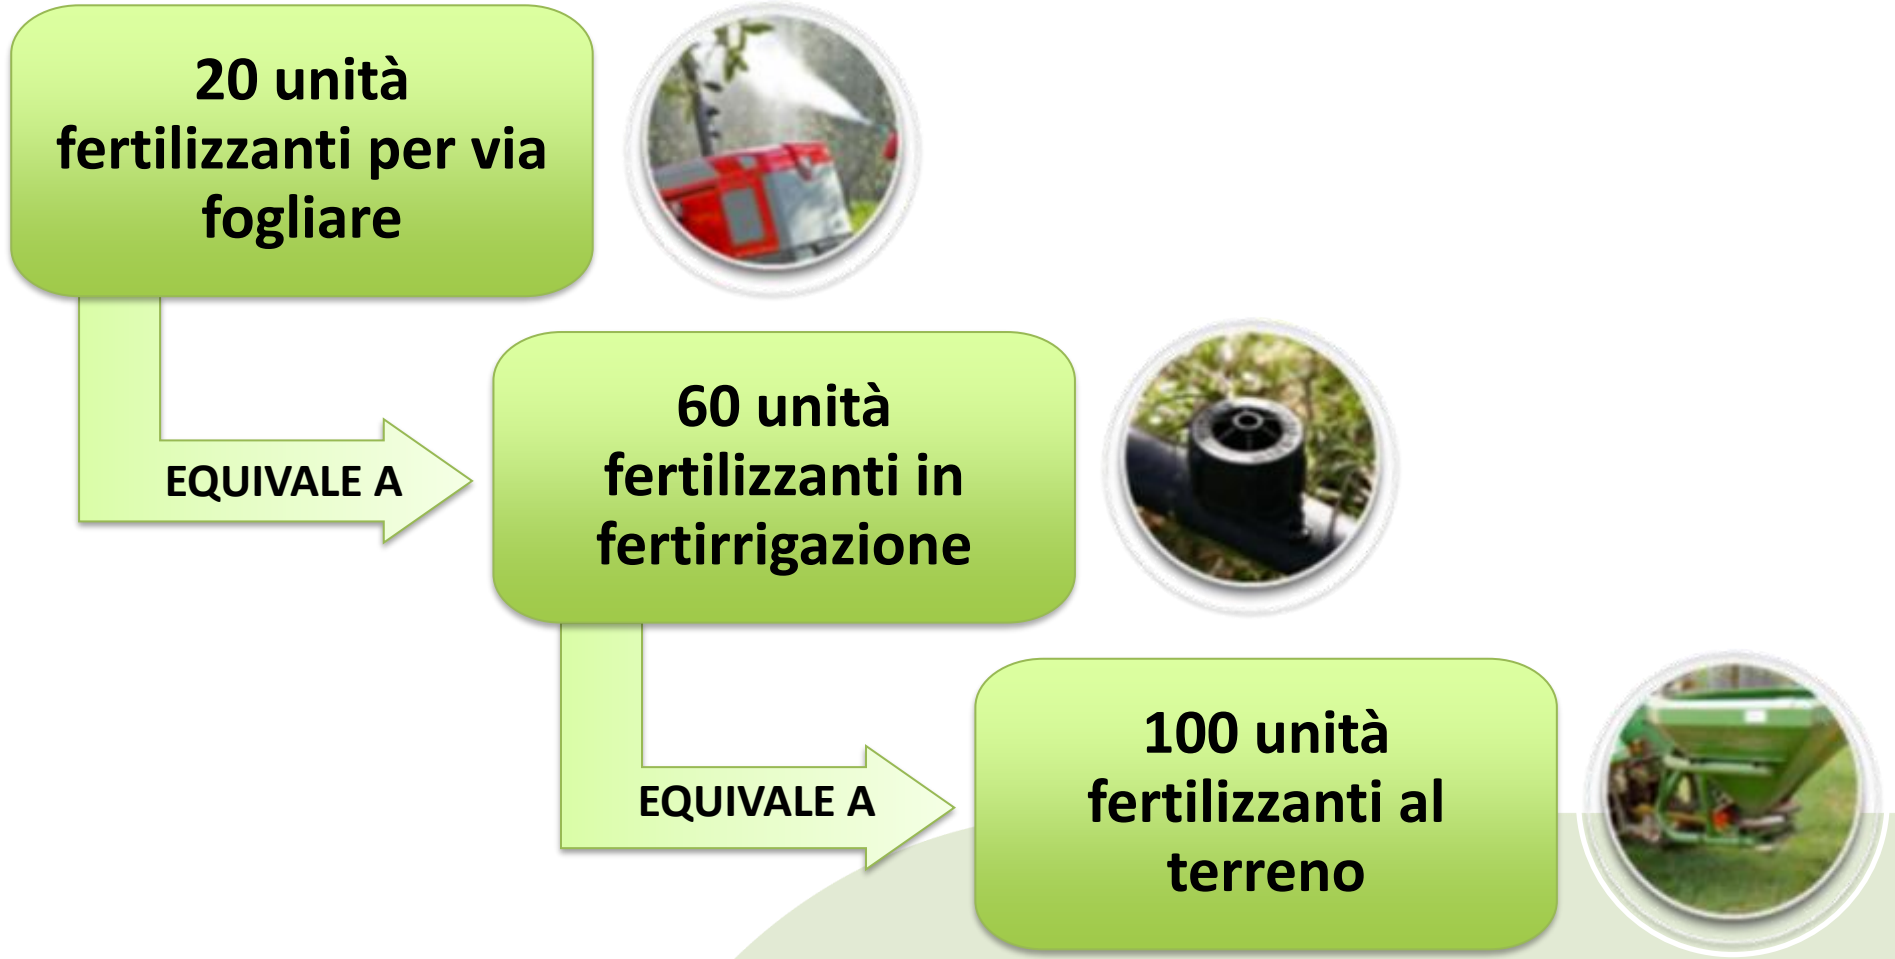 20 unità
fertilizzanti per via
fogliare
EQUIVALE A
60 unità
fertilizzanti in
fertirrigazione
EQUIVALE A
100 unità
fertilizzanti al
terreno